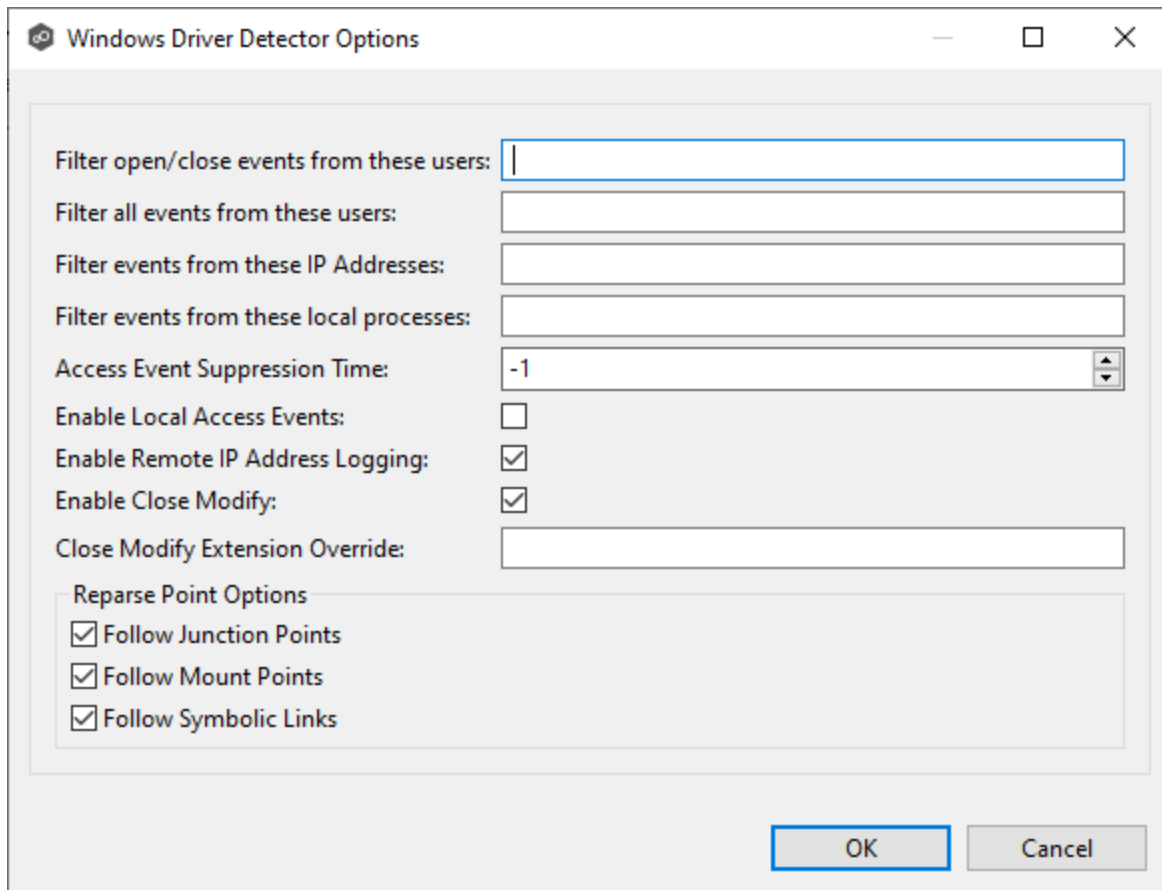 Windows Driver Detector Options
Filter open/close events from these users:
Filter all events from these users:
Filter events from these IP Addresses:
Filter events from these local processes:
Access Event Suppression Time: -1
Enable Local Access Events:
Enable Remote IP Address Logging:
Enable Close Modify:
Close Modify Extension Override:
Reparse Point Options
Follow Junction Points
Follow Mount Points
Follow Symbolic Links
OK Cancel